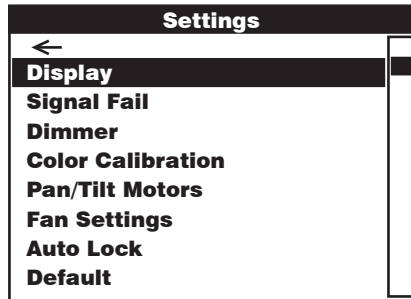 Settings
←
Display
Signal Fail
Dimmer
Color Calibration
Pan/Tilt Motors
Fan Settings
Auto Lock
Default